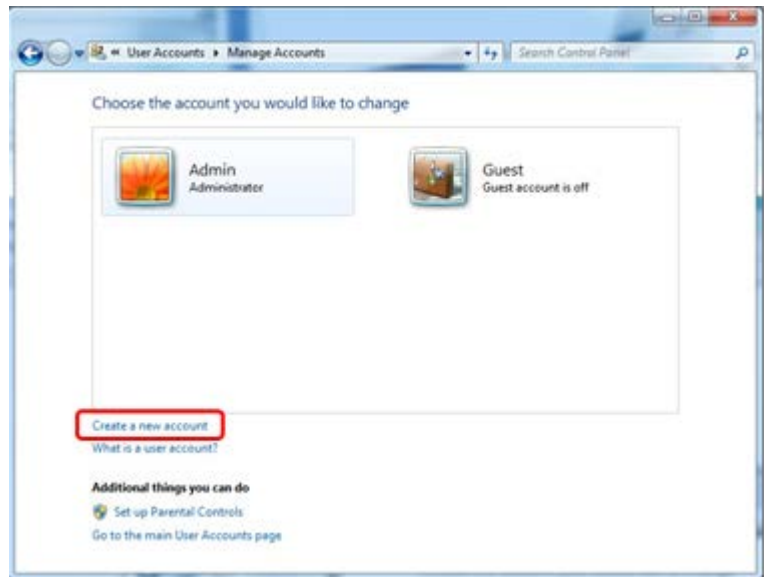 « User Accounts ▸ Manage Accounts Search Control Panel
Choose the account you would like to change
Admin
Administrator
Guest
Guest account is off
Create a new account
What is a user account?
Additional things you can do
Set up Parental Controls
Go to the main User Accounts page